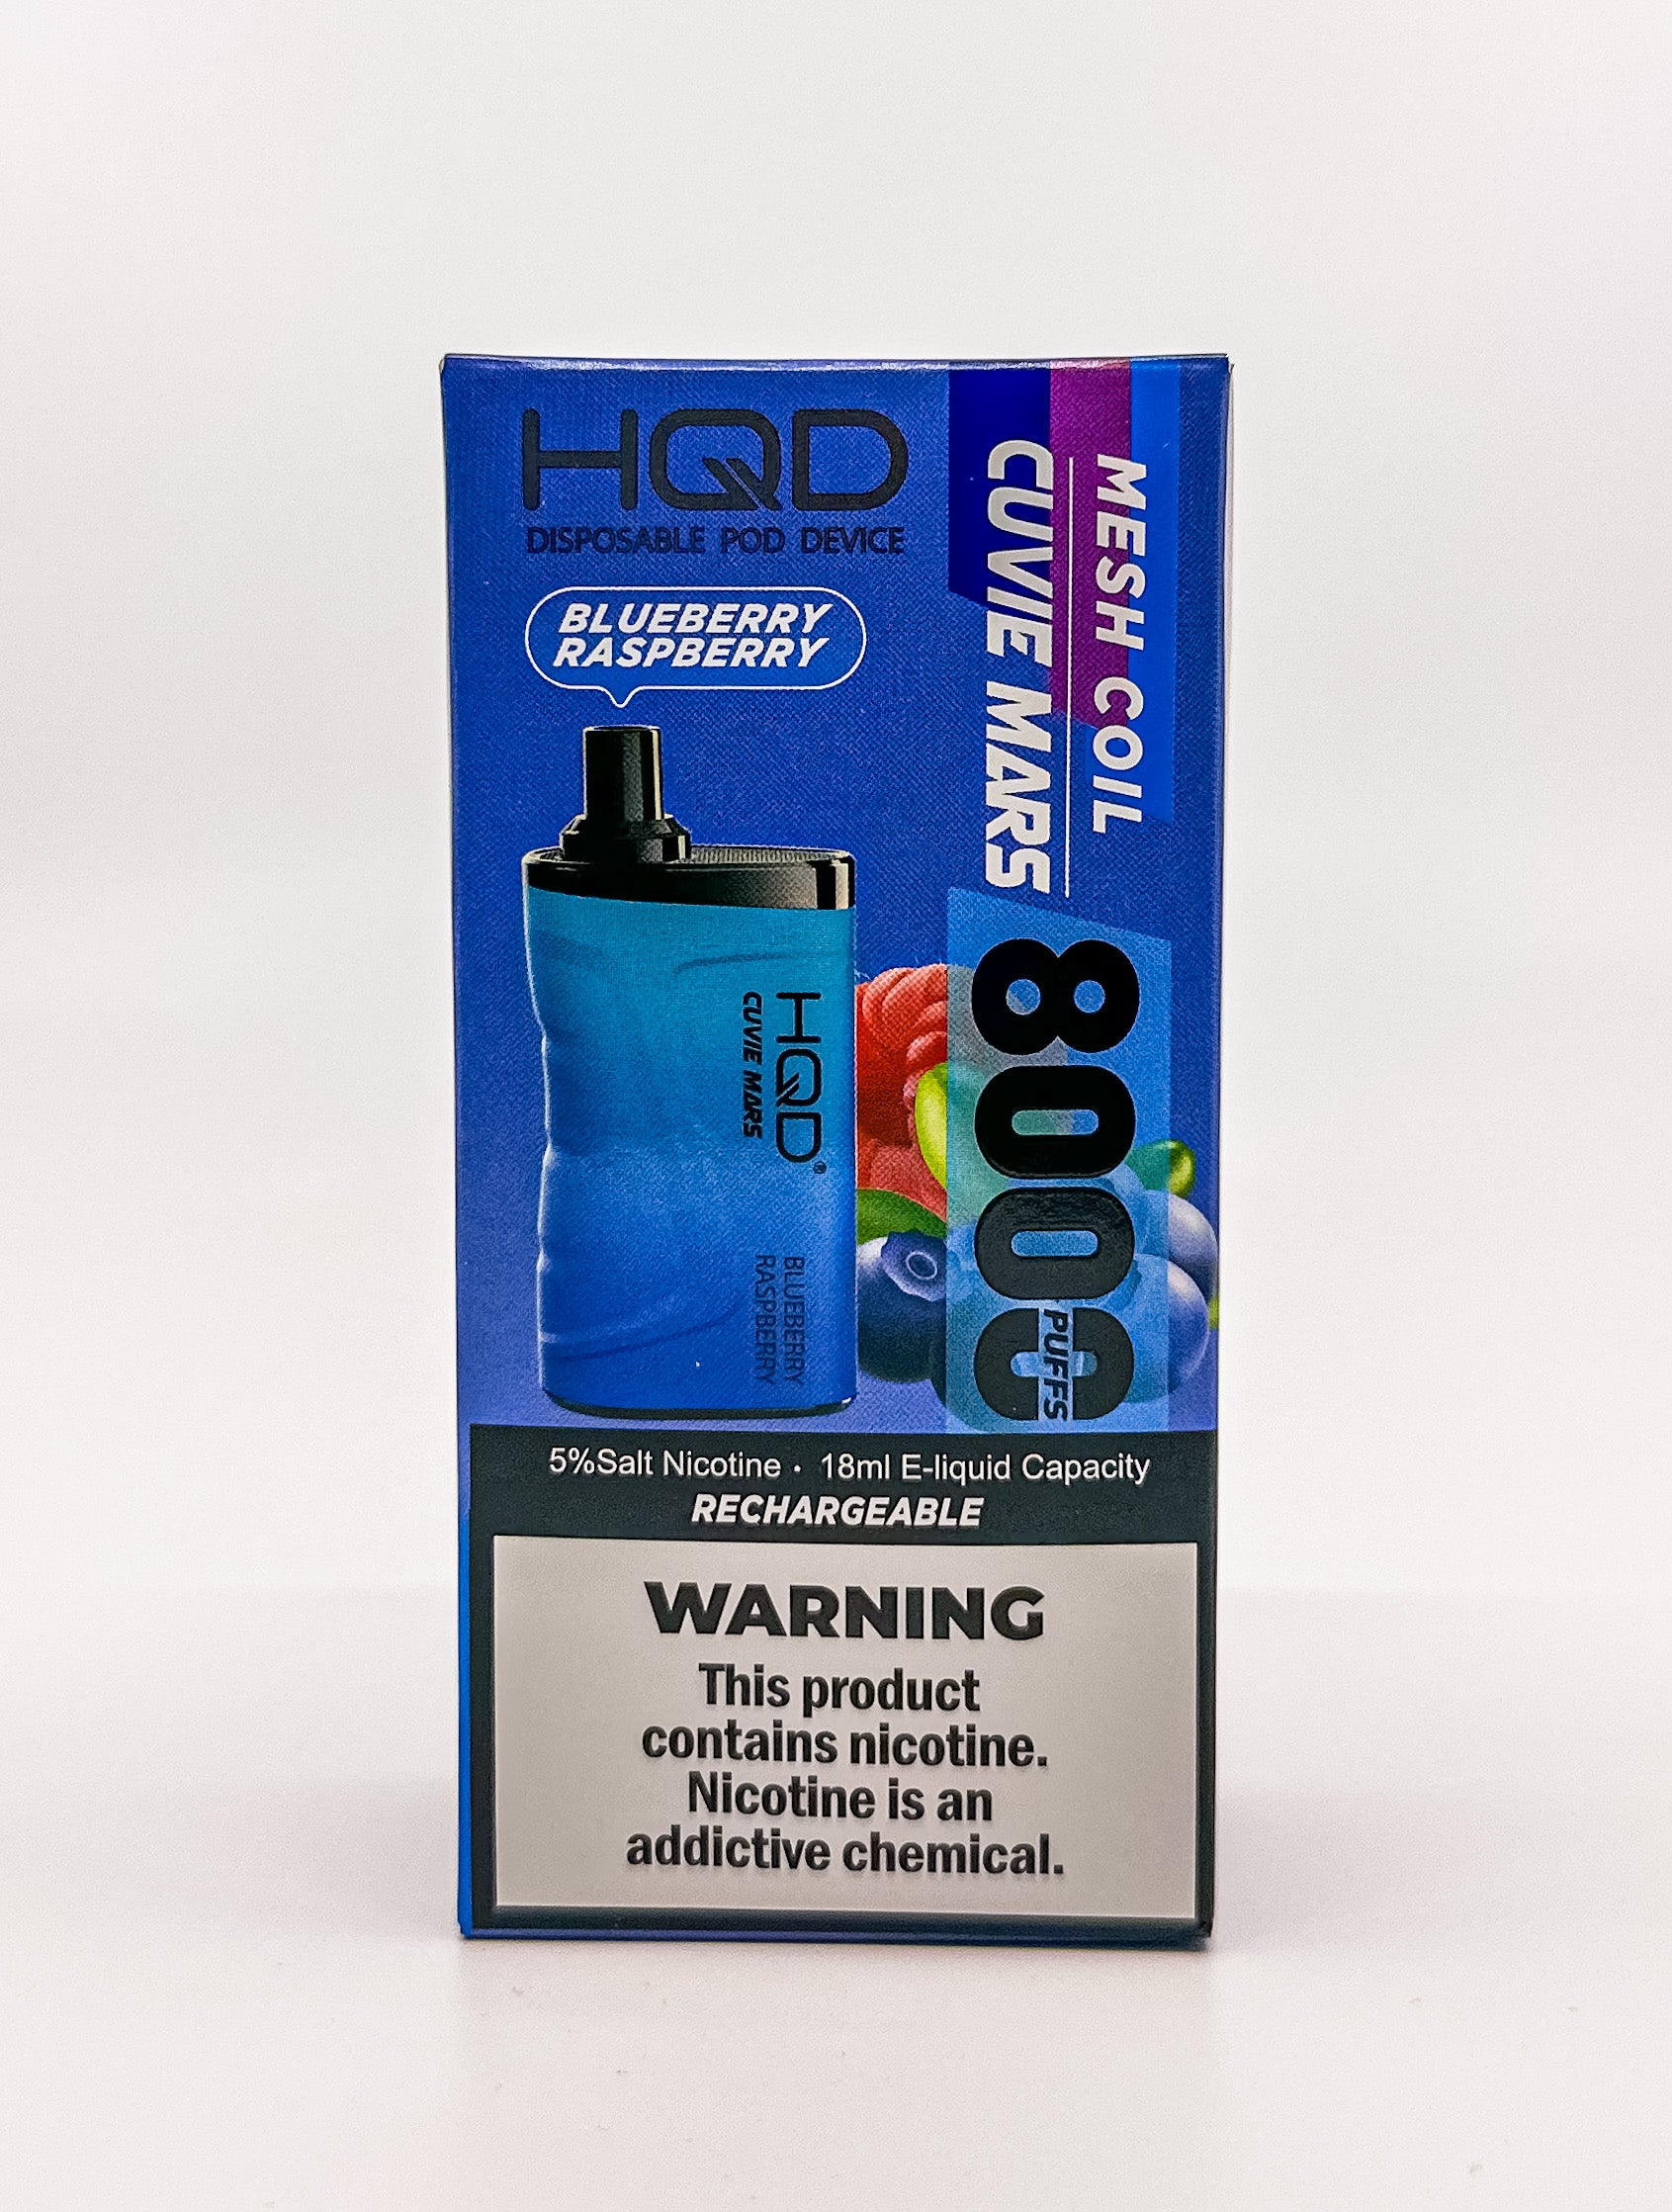 HQD
DISPOSABLE POD DEVICE
BLUEBERRY
RASPBERRY
MESH COIL
CUVIE MARS
8000
PUFFS
HQD®
CUVIE MARS
BLUEBERRY
RASPBERRY
5%Salt Nicotine · 18ml E-liquid Capacity
RECHARGEABLE
WARNING
This product
contains nicotine.
Nicotine is an
addictive chemical.